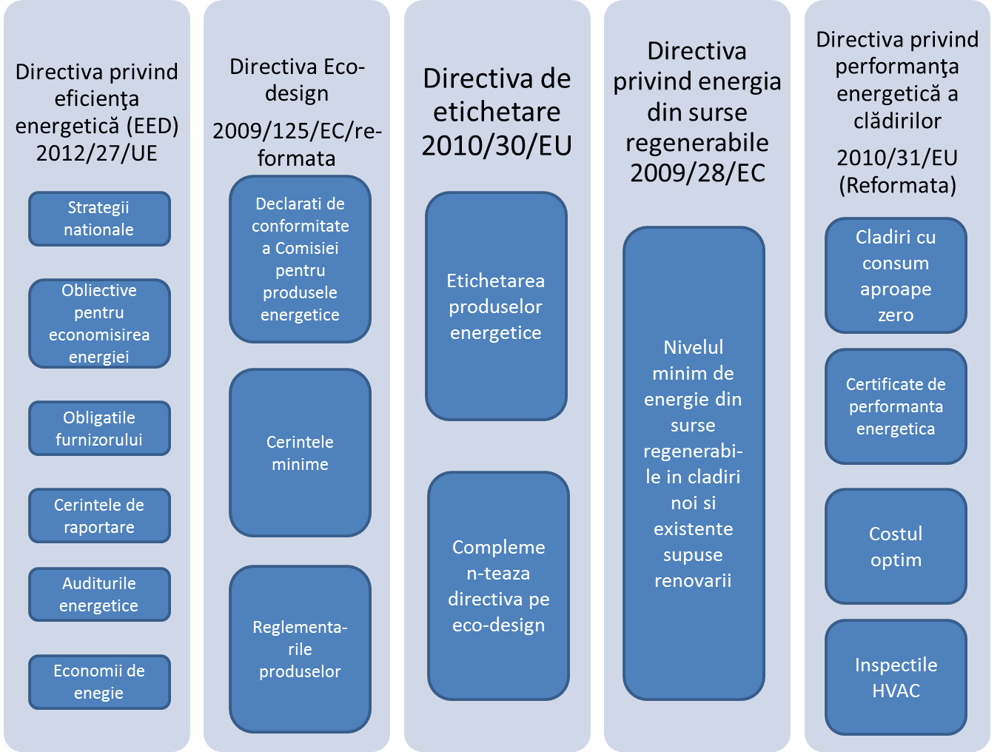 Directiva privind
eficienţa
energetică (EED)
2012/27/UE
Strategii
nationale
Obliective
pentru
economisirea
energiei
Obligatile
furnizorului
Cerintele de
raportare
Auditurile
energetice
Economii de
enegie
Directiva Eco-
design
2009/125/EC/re-
formata
Declarati de
conformitate
a Comisiei
pentru
produsele
energetice
Cerintele
minime
Reglementa-
rile
produselor
Directiva de
etichetare
2010/30/EU
Etichetarea
produselor
energetice
Compleme
n-teaza
directiva pe
eco-design
Directiva
privind energia
din surse
regenerabile
2009/28/EC
Nivelul
minim de
energie din
surse
regenerabi-
le in cladiri
noi si
existente
supuse
renovarii
Directiva privind
performanţa
energetică a
clădirilor
2010/31/EU
(Reformata)
Cladiri cu
consum
aproape
zero
Certificate de
performanta
energetica
Costul
optim
Inspectile
HVAC